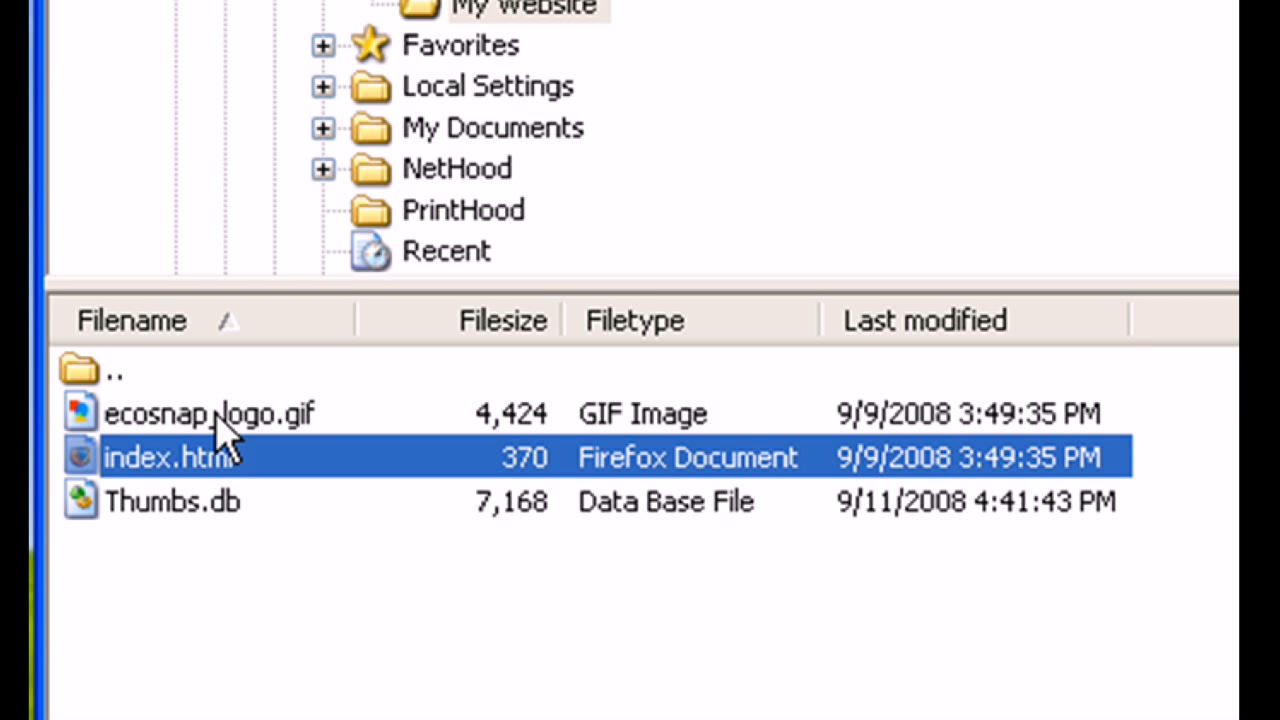 My Website
Favorites
Local Settings
My Documents
NetHood
PrintHood
Recent
Filename Filesize Filetype Last modified
..
ecosnap_logo.gif 4,424 GIF Image 9/9/2008 3:49:35 PM
index.html 370 Firefox Document 9/9/2008 3:49:35 PM
Thumbs.db 7,168 Data Base File 9/11/2008 4:41:43 PM